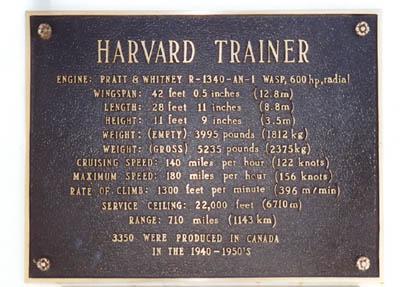 HARVARD TRAINER
ENGINE: PRATT & WHITNEY R-1340-AN-1 WASP, 600 hp, radial
WINGSPAN: 42 feet 0.5 inches (12.8m)
LENGTH: 28 feet 11 inches (8.8m)
HEIGHT: 11 feet 9 inches (3.5m)
WEIGHT: (EMPTY) 3995 pounds (1812 kg)
WEIGHT: (GROSS) 5235 pounds (2375kg)
CRUISING SPEED: 140 miles per hour (122 knots)
MAXIMUM SPEED: 180 miles per hour (156 knots)
RATE OF CLIMB: 1300 feet per minute (396 m/min)
SERVICE CEILING: 22,000 feet (6710m)
RANGE: 710 miles (1143 km)
3350 WERE PRODUCED IN CANADA
IN THE 1940-1950'S